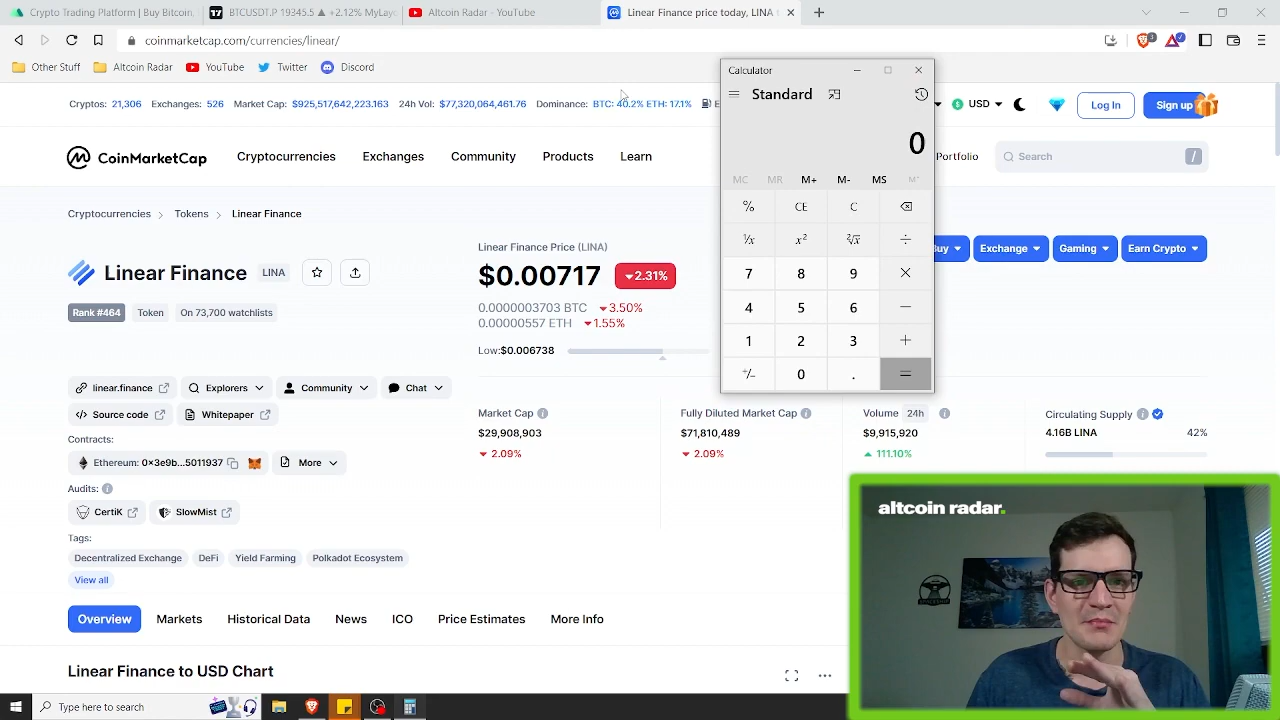 Crypto Trading Platform | Buy Bitcoin,
BTCUSDT.P 19345.5 ▲ +2.12% MyLayo
Altcoin Radar - YouTube
Linear Finance price today, LINA t
coinmarketcap.com/currencies/linear/
3
Other Stuff
Altcoin Radar
YouTube
Twitter
Discord
Cryptos: 21,306 Exchanges: 526 Market Cap: $925,517,642,223.163 24h Vol: $77,320,064,461.76 Dominance: BTC: 40.2% ETH: 17.1%
USD
Log In
Sign up
CoinMarketCap
Cryptocurrencies
Exchanges
Community
Products
Learn
Portfolio
Search
/
Calculator
Standard
0
MC MR M+ M- MS M˅
% CE C
¹/x x² ²√x ÷
7 8 9 ×
4 5 6 −
1 2 3 +
+/- 0 . =
Cryptocurrencies
Tokens
Linear Finance
Linear Finance LINA
Rank #464
Token
On 73,700 watchlists
Linear Finance Price (LINA)
$0.00717 2.31%
0.0000003703 BTC 3.50%
0.00000557 ETH 1.55%
Low:$0.006738
Buy
Exchange
Gaming
Earn Crypto
linear.finance
Explorers
Community
Chat
Source code
Whitepaper
Contracts:
Ethereum: 0x3e9b...5011937
More
Audits:
CertiK
SlowMist
Tags:
Decentralized Exchange
DeFi
Yield Farming
Polkadot Ecosystem
View all
Market Cap
$29,908,903
2.09%
Fully Diluted Market Cap
$71,810,489
2.09%
Volume 24h
$9,915,920
111.10%
Circulating Supply
4.16B LINA 42%
Overview
Markets
Historical Data
News
ICO
Price Estimates
More Info
Linear Finance to USD Chart
altcoin radar.
Type here to search